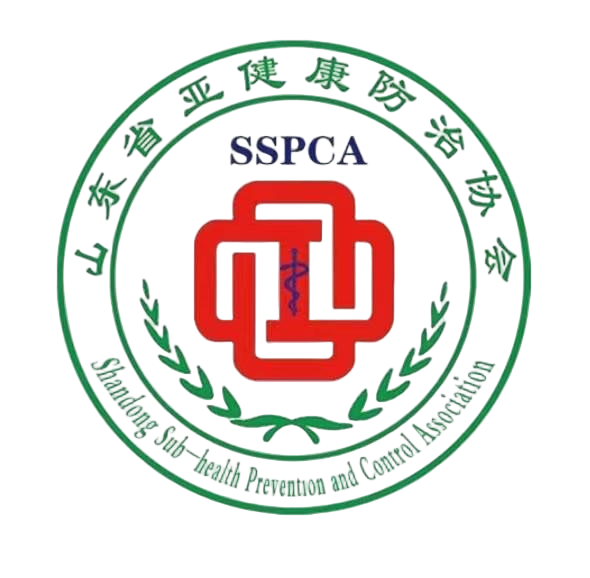 山东省亚健康防治协会
SSPCA
Shandong Sub-health Prevention and Control Association